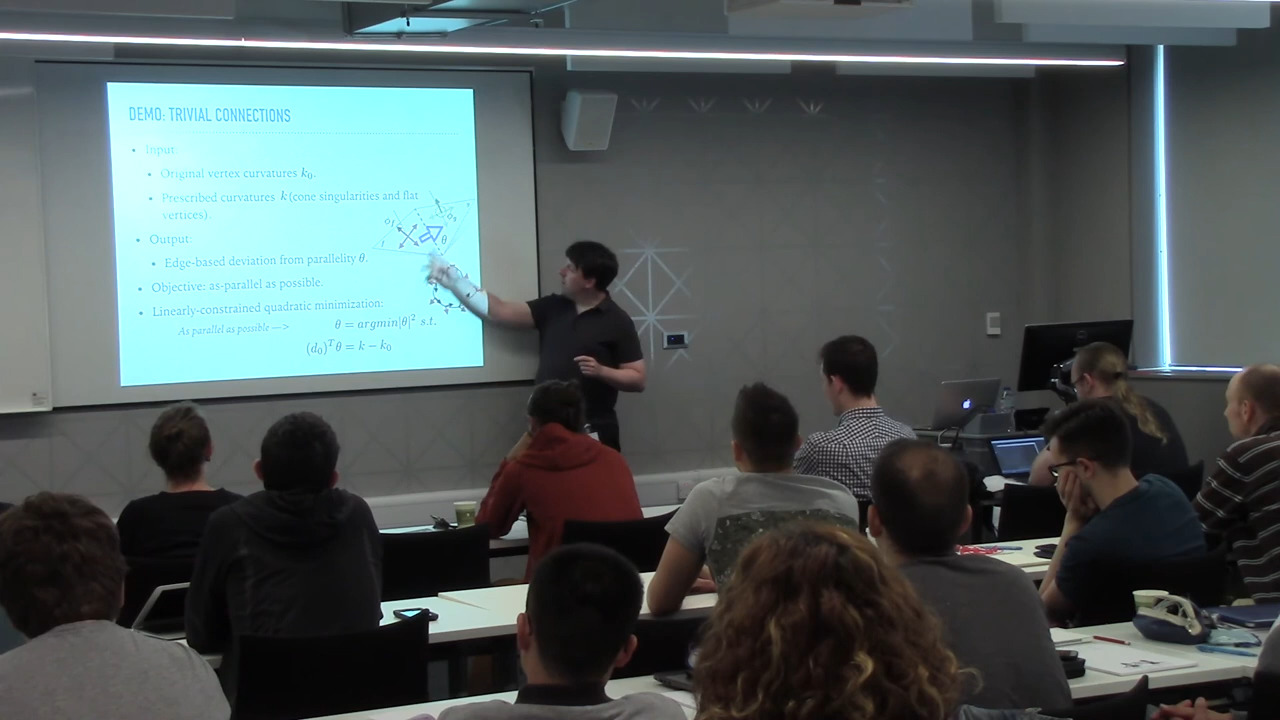 DEMO: TRIVIAL CONNECTIONS
• Input:
• Original vertex curvatures k₀.
• Prescribed curvatures k(cone singularities and flat
vertices).
• Output:
• Edge-based deviation from parallelity θ.
• Objective: as-parallel as possible.
• Linearly-constrained quadratic minimization:
As parallel as possible —> θ = argmin|θ|² s.t.
(d₀)ᵀθ = k − k₀
θ